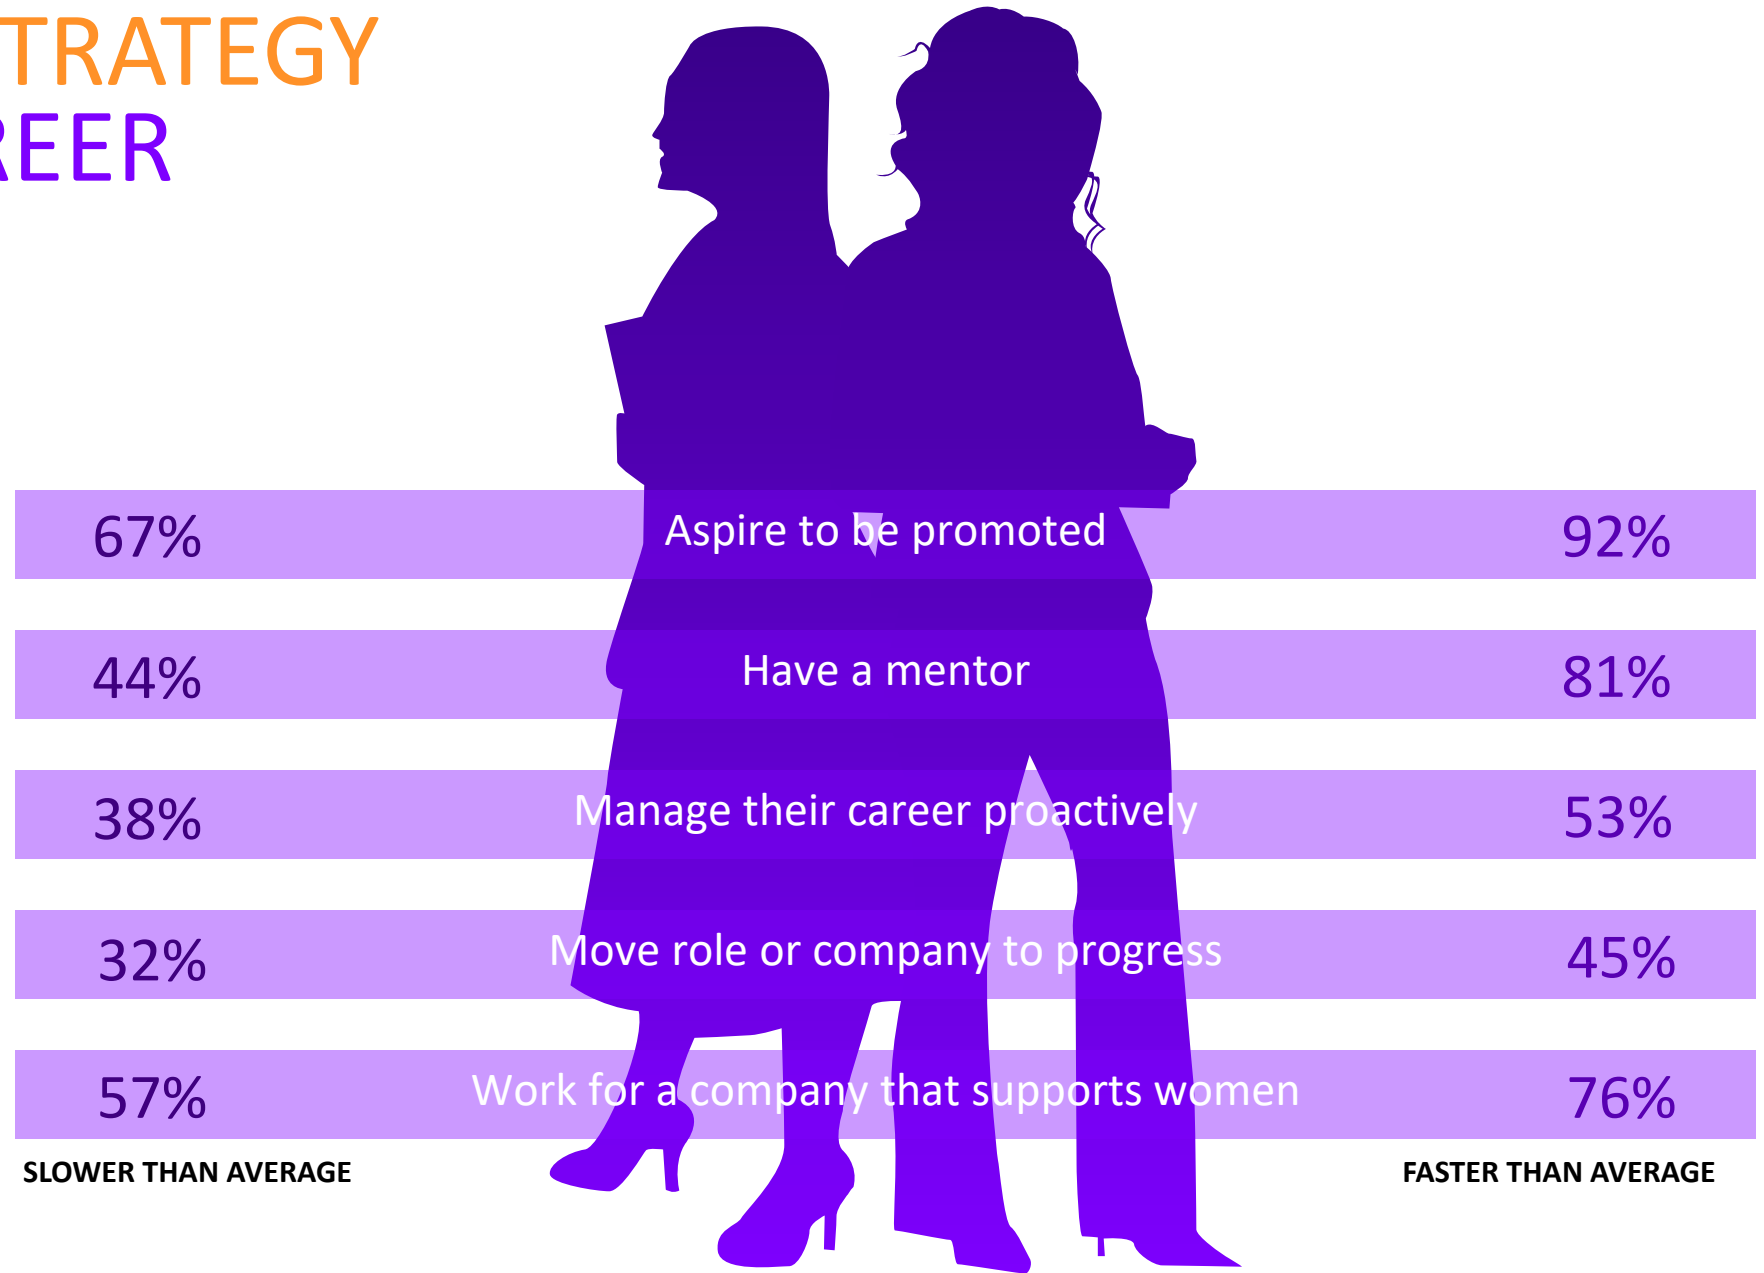 TRATEGY
REER
67% Aspire to be promoted 92%
44% Have a mentor 81%
38% Manage their career proactively 53%
32% Move role or company to progress 45%
57% Work for a company that supports women 76%
SLOWER THAN AVERAGE FASTER THAN AVERAGE